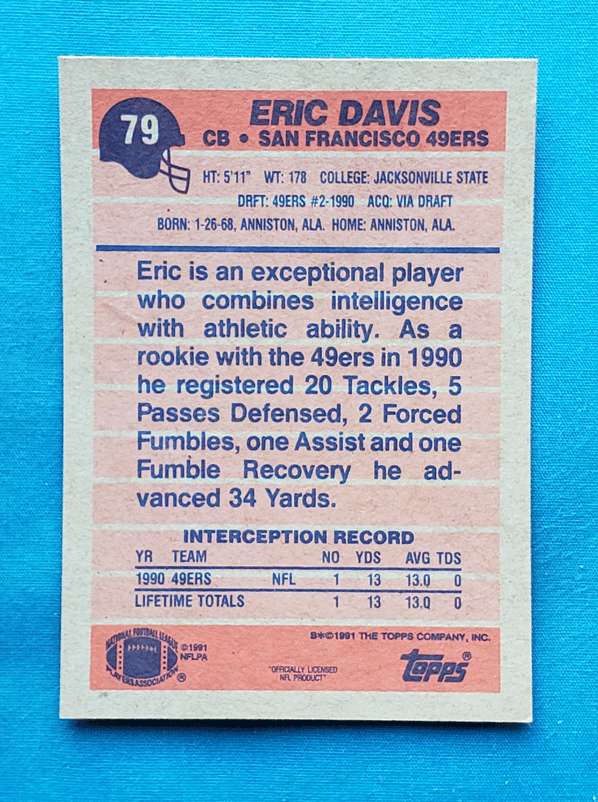 79
ERIC DAVIS
CB • SAN FRANCISCO 49ERS
HT: 5'11" WT: 178 COLLEGE: JACKSONVILLE STATE
DRFT: 49ERS #2-1990 ACQ: VIA DRAFT
BORN: 1-26-68, ANNISTON, ALA. HOME: ANNISTON, ALA.
Eric is an exceptional player
who combines intelligence
with athletic ability. As a
rookie with the 49ers in 1990
he registered 20 Tackles, 5
Passes Defensed, 2 Forced
Fumbles, one Assist and one
Fumble Recovery he ad-
vanced 34 Yards.
INTERCEPTION RECORD
YR TEAM NO YDS AVG TDS
1990 49ERS NFL 1 13 13.0 0
LIFETIME TOTALS 1 13 13.0 0
B*©1991 THE TOPPS COMPANY, INC.
NATIONAL FOOTBALL LEAGUE
PLAYERS ASSOCIATION ®
©1991
NFLPA
"OFFICIALLY LICENSED
NFL PRODUCT"
TOPPS®